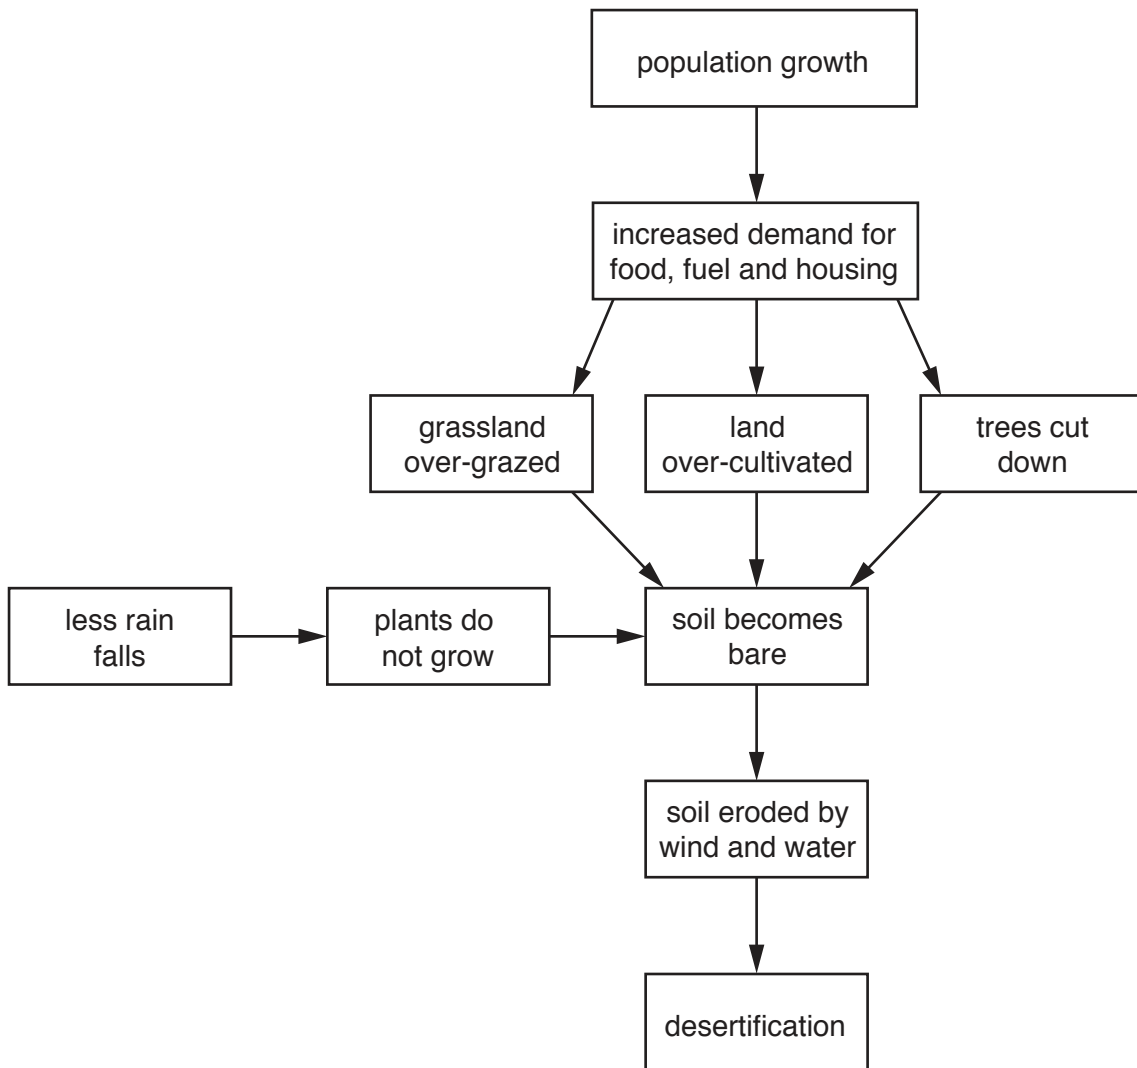 population growth
increased demand for
food, fuel and housing
grassland
over-grazed
land
over-cultivated
trees cut
down
less rain
falls
plants do
not grow
soil becomes
bare
soil eroded by
wind and water
desertification